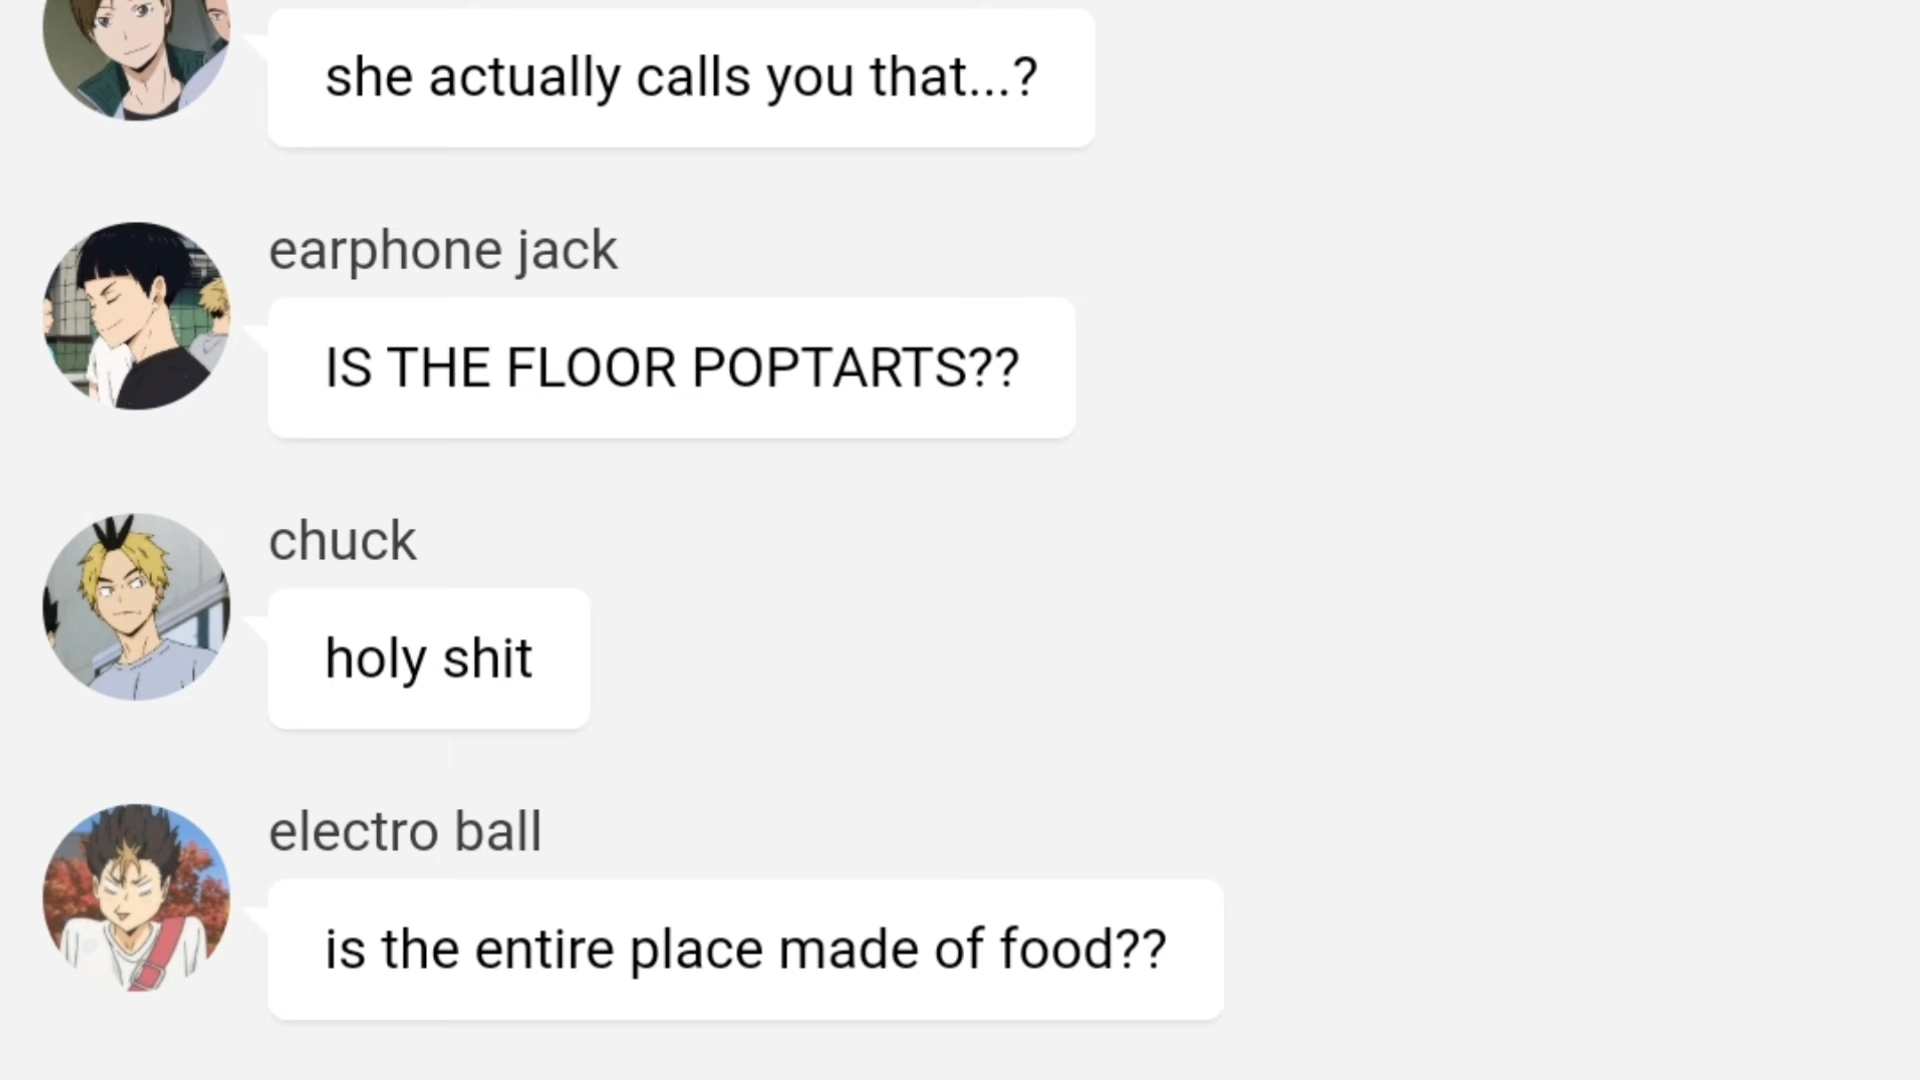 she actually calls you that...?
earphone jack
IS THE FLOOR POPTARTS??
chuck
holy shit
electro ball
is the entire place made of food??